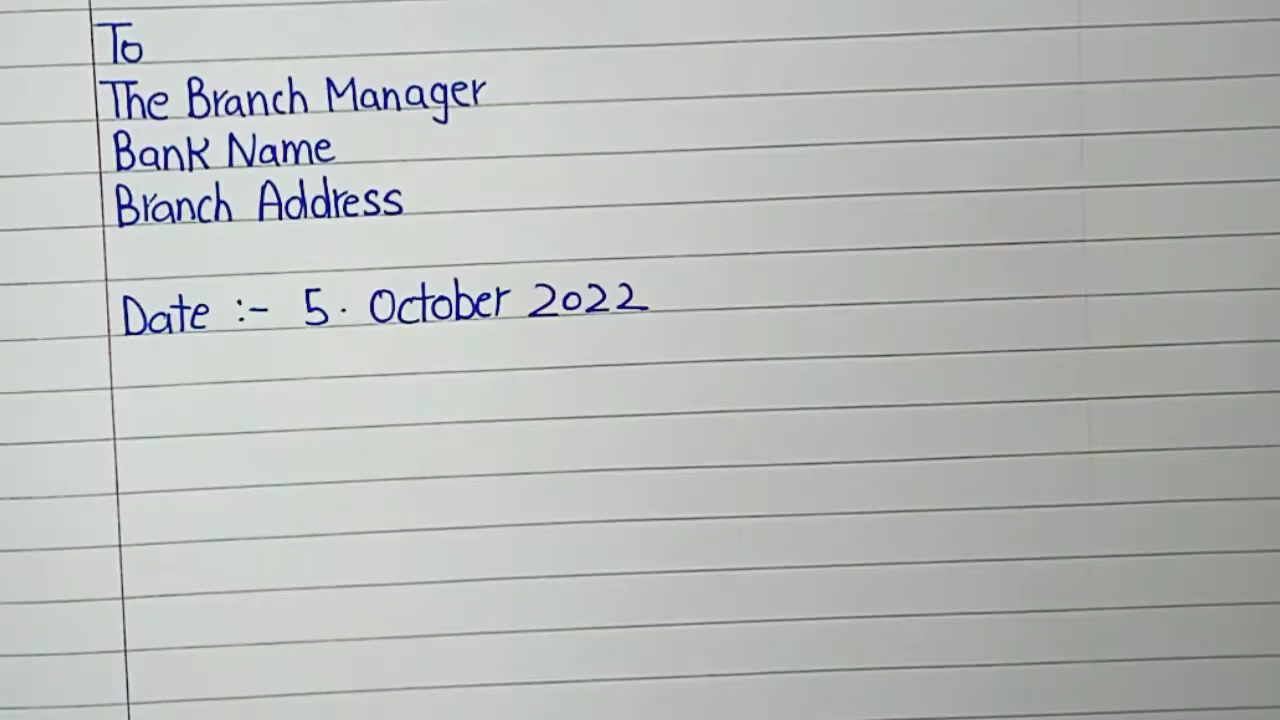 To
The Branch Manager
Bank Name
Branch Address
Date :- 5. October 2022